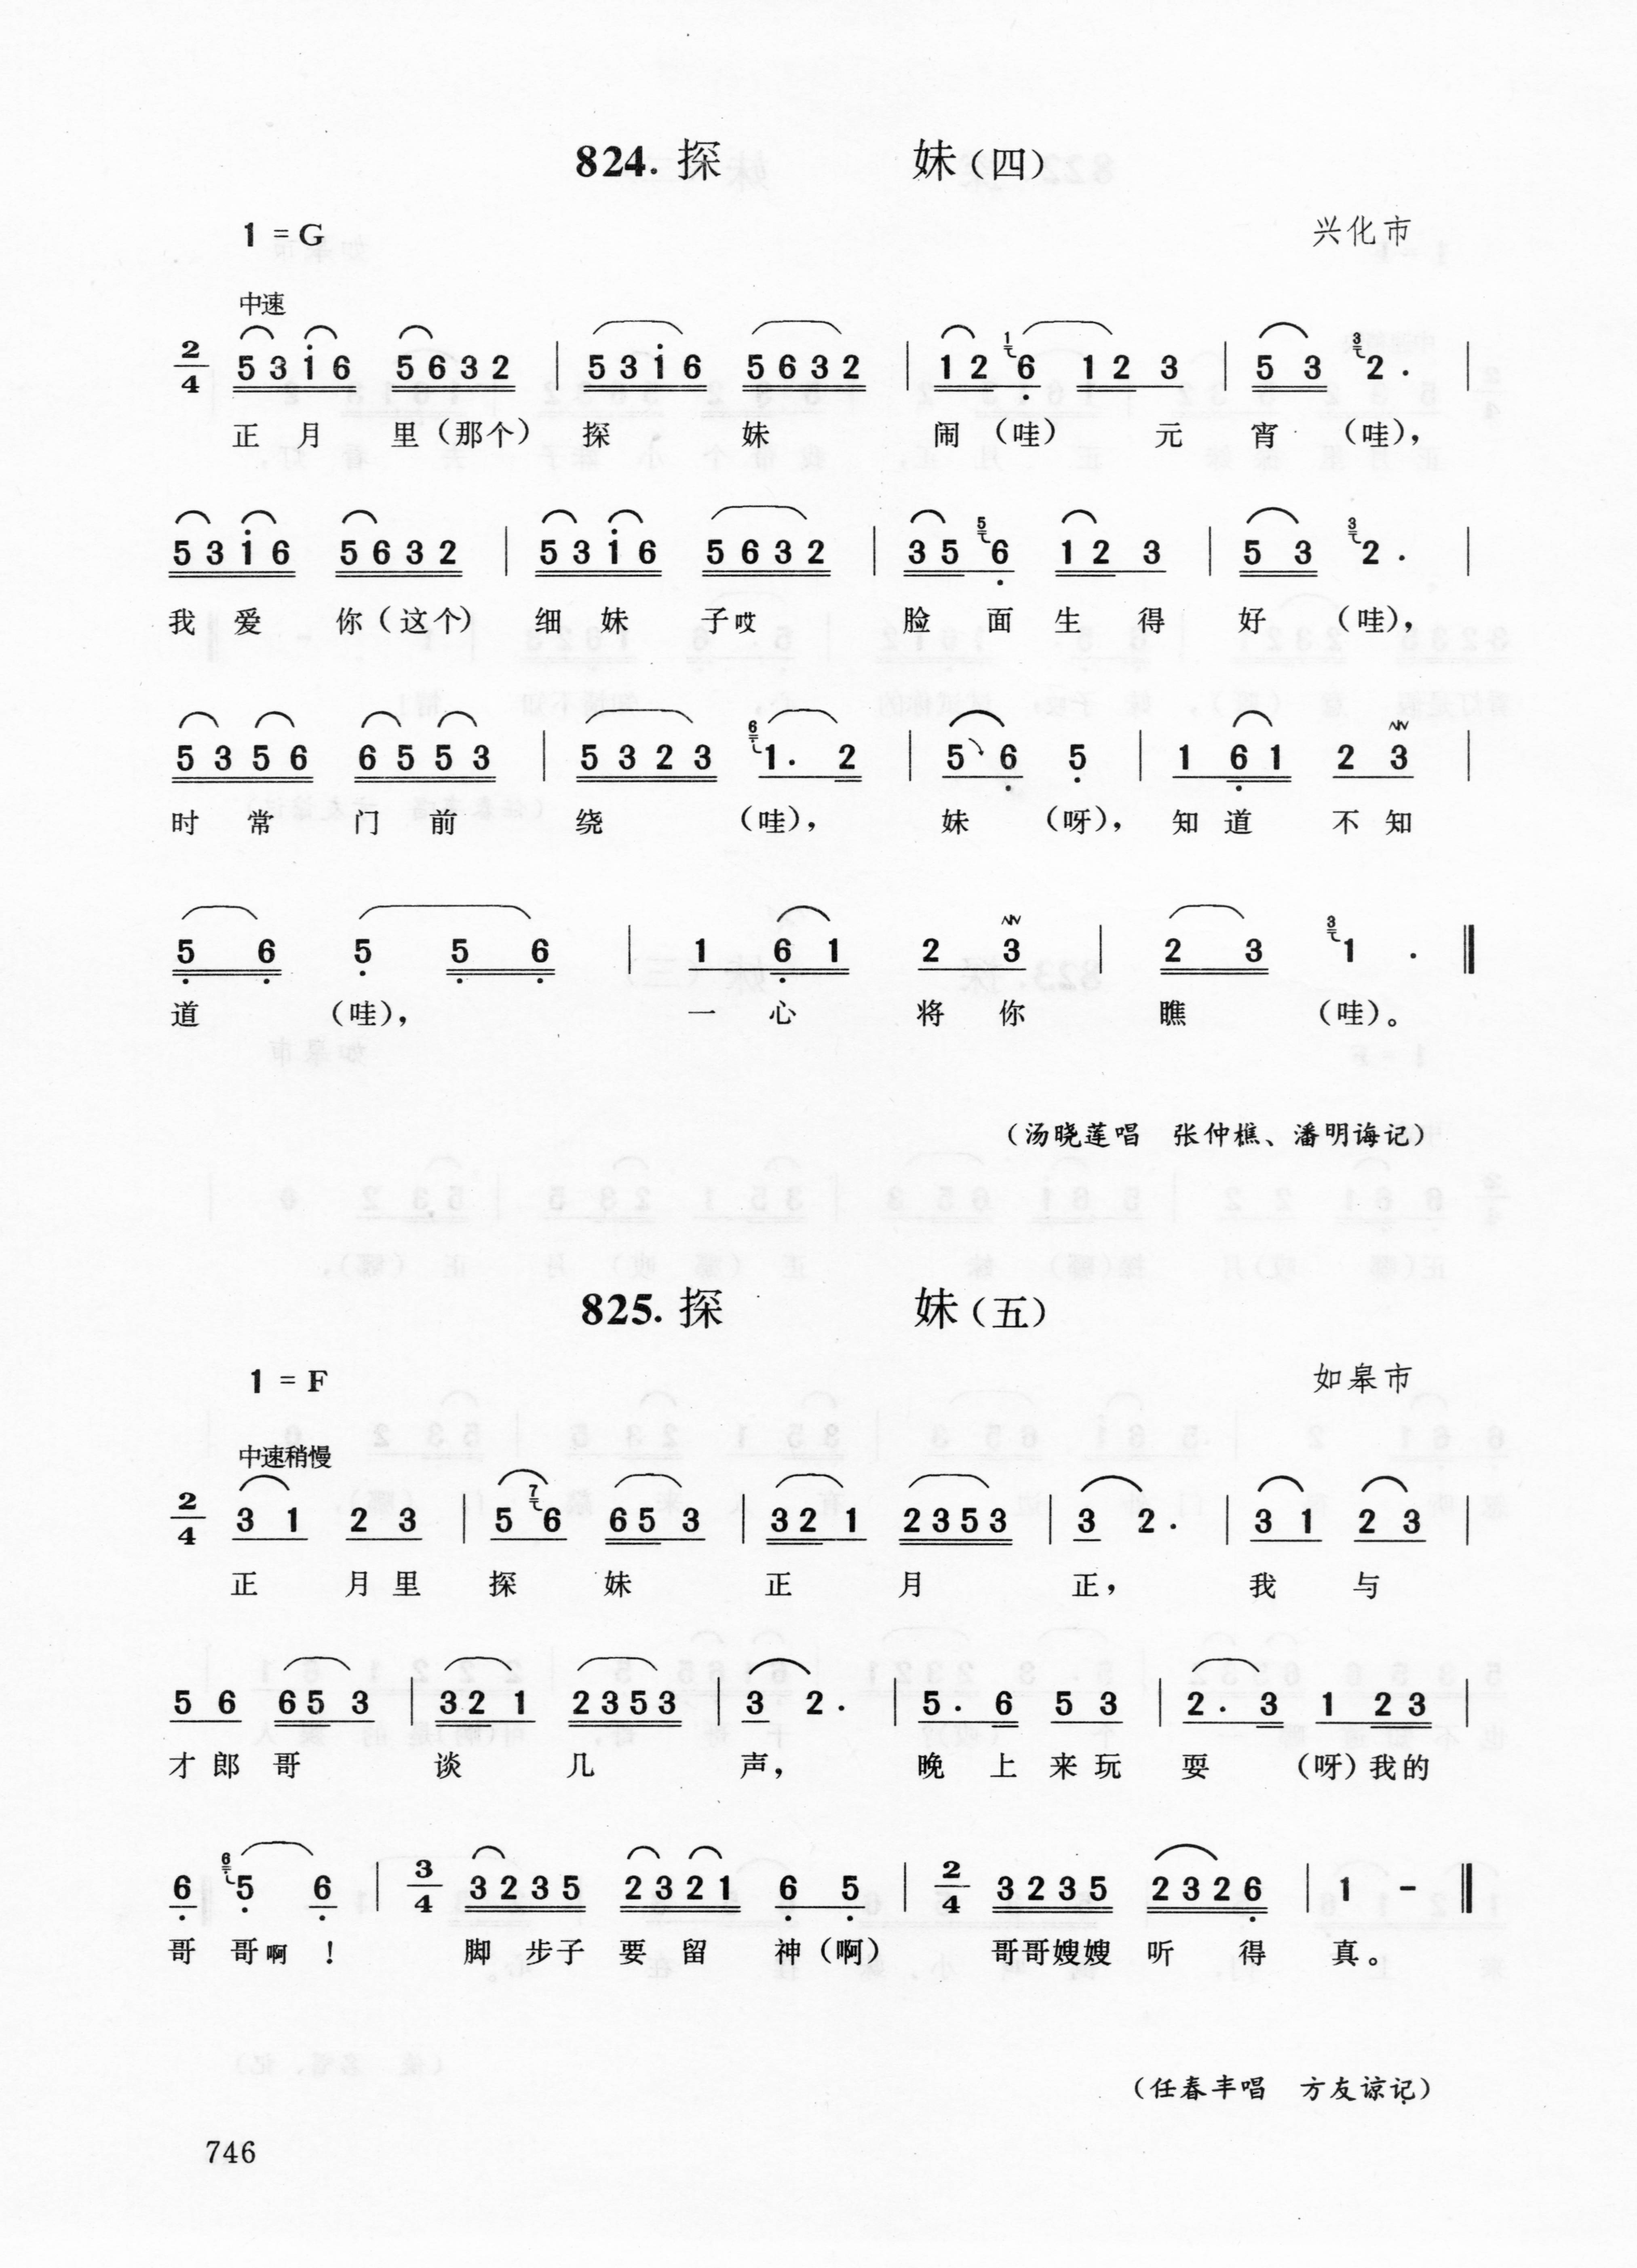 824. 探 妹(四)
1 = G 兴化市
中速
2/4 5 3 i 6 5 6 3 2 | 5 3 i 6 5 6 3 2 | 1 2 1 6 1 2 3 | 5 3 3 2 . |
正 月 里(那个) 探 妹 闹(哇) 元 宵 (哇),
5 3 i 6 5 6 3 2 | 5 3 i 6 5 6 3 2 | 3 5 5 6 1 2 3 | 5 3 3 2 . |
我 爱 你(这个) 细 妹 子哎 脸 面 生 得 好 (哇),
5 3 5 6 6 5 5 3 | 5 3 2 3 6 1 . 2 | 5 6 5 | 1 6 1 2 3 |
时 常 门 前 绕 (哇), 妹 (呀), 知 道 不 知
5 6 5 5 6 | 1 6 1 2 3 | 2 3 3 1 . ‖
道 (哇), 一 心 将 你 瞧 (哇)。
(汤晓莲唱 张仲樵、潘明诲记)
825. 探 妹(五)
1 = F 如皋市
中速稍慢
2/4 3 1 2 3 | 5 7 6 6 5 3 | 3 2 1 2 3 5 3 | 3 2 . | 3 1 2 3 |
正 月 里 探 妹 正 月 正, 我 与
5 6 6 5 3 | 3 2 1 2 3 5 3 | 3 2 . | 5 . 6 5 3 | 2 . 3 1 2 3 |
才 郎 哥 谈 几 声, 晚 上 来 玩 耍 (呀)我的
6 6 5 6 | 3/4 3 2 3 5 2 3 2 1 6 5 | 2/4 3 2 3 5 2 3 2 6 | 1 - ‖
哥 哥啊 ! 脚 步子 要 留 神(啊) 哥哥嫂嫂 听 得 真。
(任春丰唱 方友谅记)
746